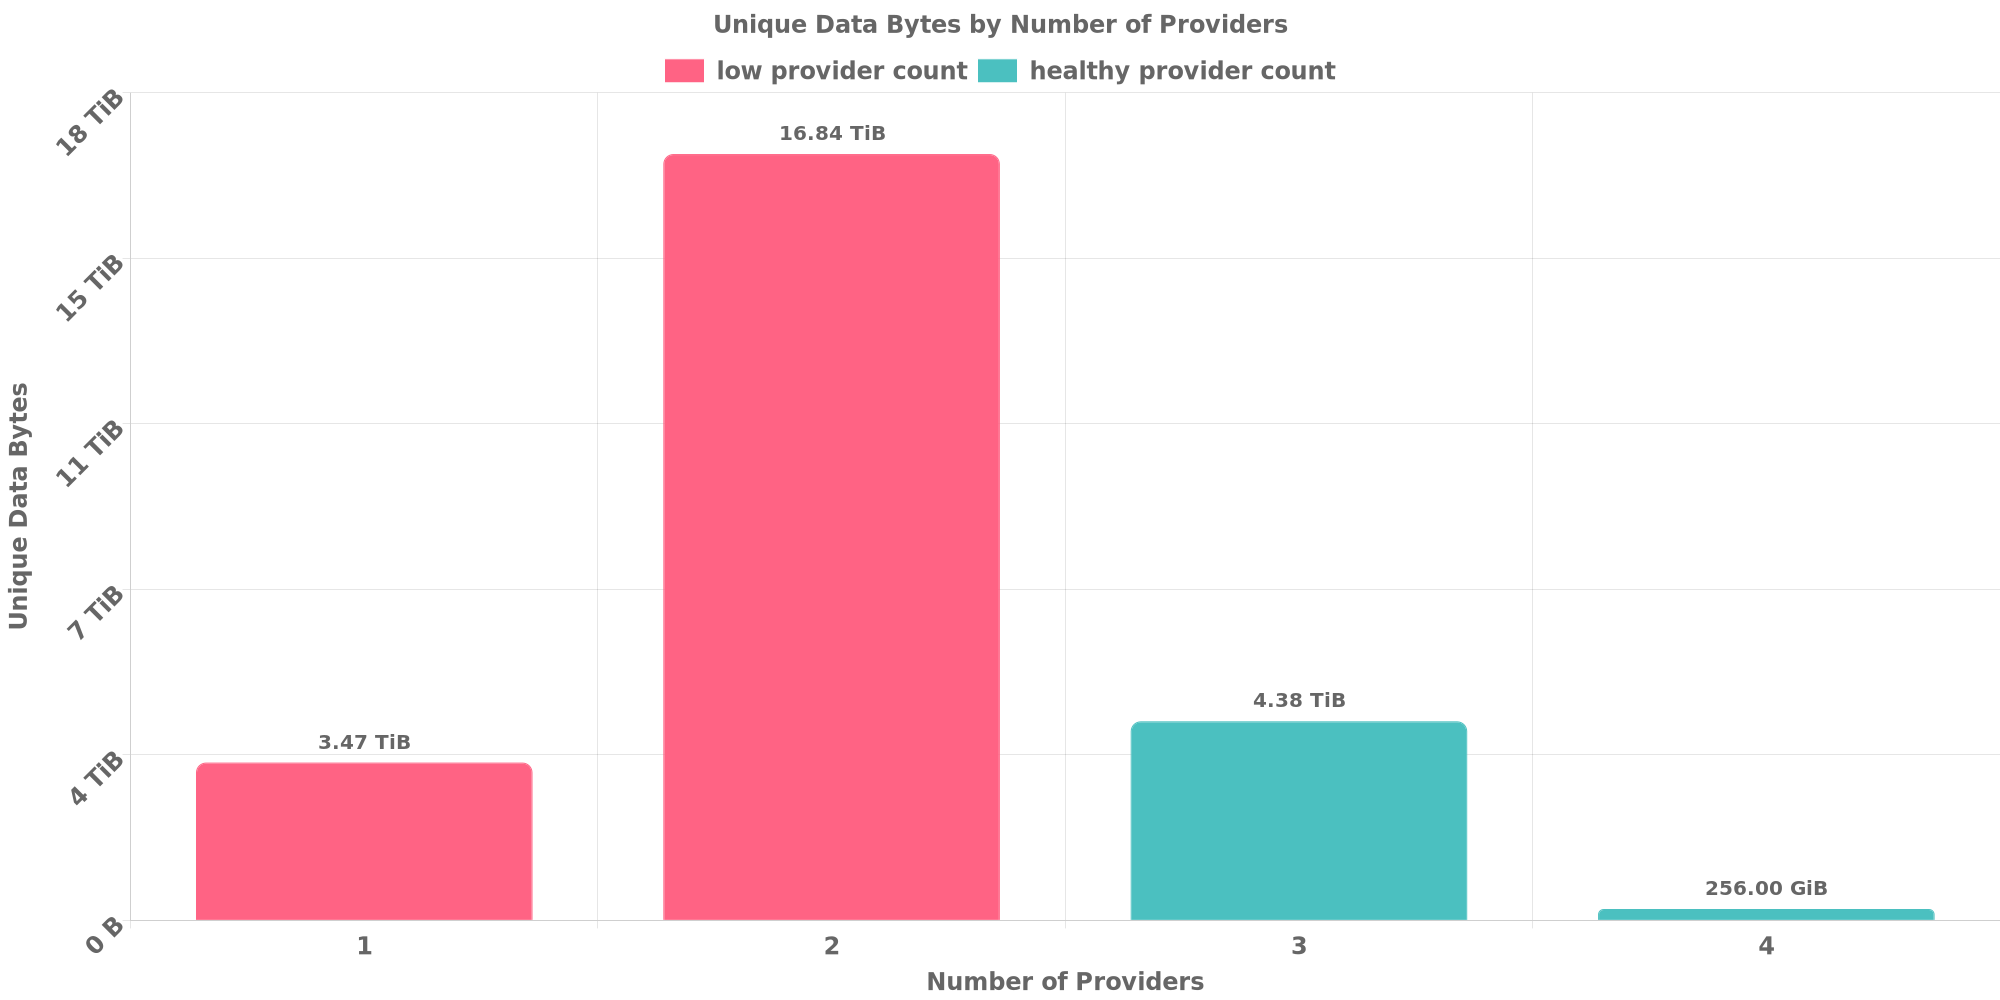 Unique Data Bytes by Number of Providers
low provider count healthy provider count
18 TiB
15 TiB
11 TiB
7 TiB
4 TiB
0 B
Unique Data Bytes
3.47 TiB
16.84 TiB
4.38 TiB
256.00 GiB
1 2 3 4
Number of Providers